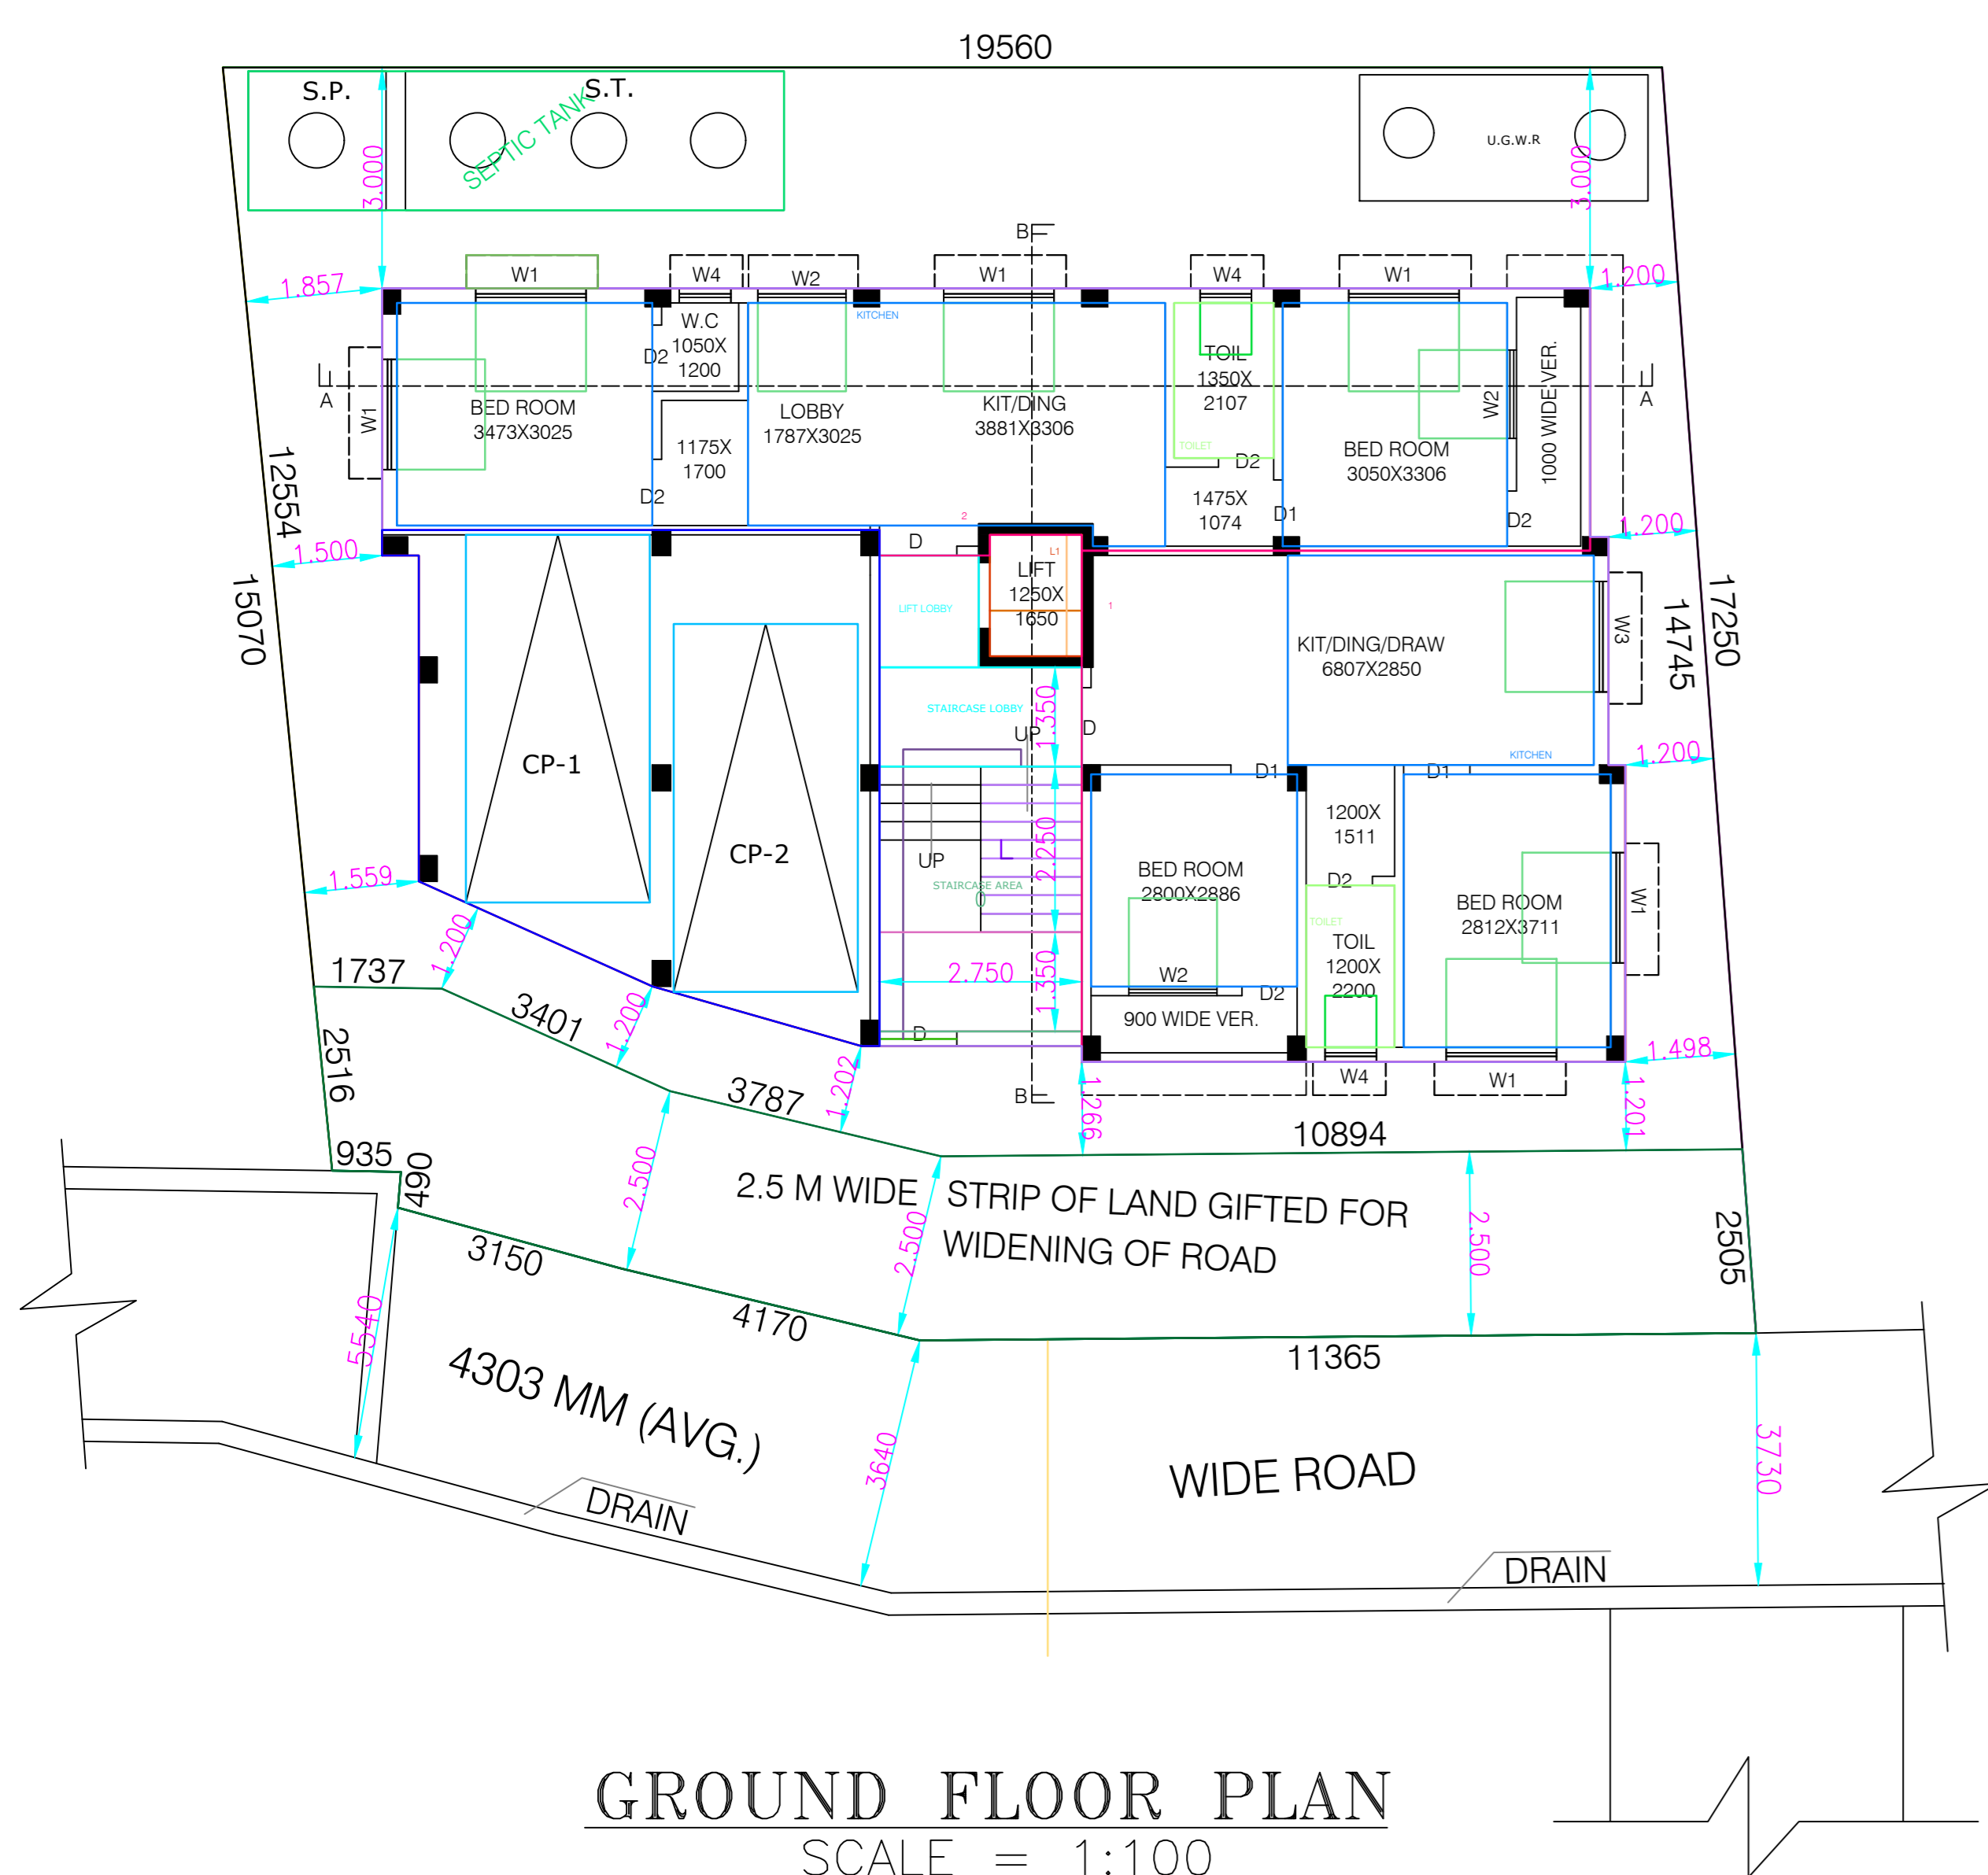 19560
S.P.
S.T.
SEPTIC TANK
U.G.W.R
3.000
3.000
B
W1
W4
W2
W1
W4
W1
1.857
1.200
KITCHEN
W.C
1050X
1200
D2
TOIL
1350X
2107
TOILET
A
A
W1
BED ROOM
3473X3025
LOBBY
1787X3025
KIT/DING
3881X3306
BED ROOM
3050X3306
W2
1000 WIDE VER.
1175X
1700
D2
D2
1475X
1074
D1
D2
12554
1.500
1.200
2
D
L1
LIFT
1250X
1650
LIFT LOBBY
1
15070
17250
14745
KIT/DING/DRAW
6807X2850
W3
STAIRCASE LOBBY
UP
1.350
D
CP-1
KITCHEN
1.200
D1
D1
CP-2
UP
2.250
1200X
1511
STAIRCASE AREA
0
BED ROOM
2800X2886
D2
BED ROOM
2812X3711
W1
1.559
1.200
TOILET
TOIL
1200X
2200
1737
3401
1.200
2.750
1.350
W2
D2
900 WIDE VER.
D
2516
3787
1.202
1.498
W4
W1
B
1.266
1.201
10894
935
490
2.500
2.5 M WIDE STRIP OF LAND GIFTED FOR
WIDENING OF ROAD
2.500
2.500
2505
3150
4170
11365
5540
4303 MM (AVG.)
3640
WIDE ROAD
3730
DRAIN
DRAIN
GROUND FLOOR PLAN
SCALE = 1:100